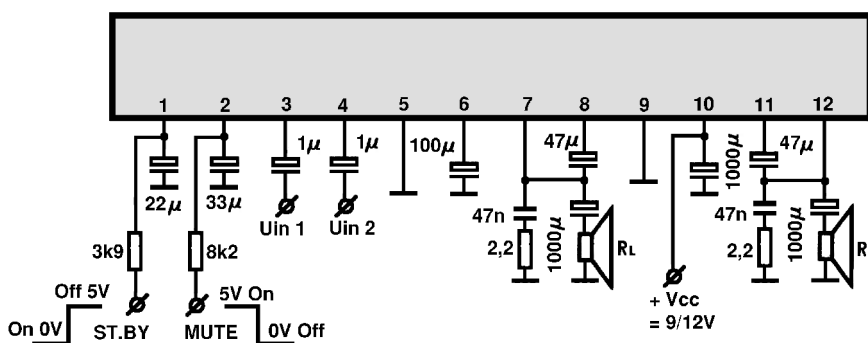 1 2 3 4 5 6 7 8 9 10 11 12
22µ
33µ
1µ
1µ
100µ
47µ
1000µ
47µ
Uin 1
Uin 2
47n
2,2
1000µ
RL
47n
2,2
1000µ
R
3k9
8k2
Off 5V
On 0V
ST.BY
MUTE
5V On
0V Off
+ Vcc
= 9/12V